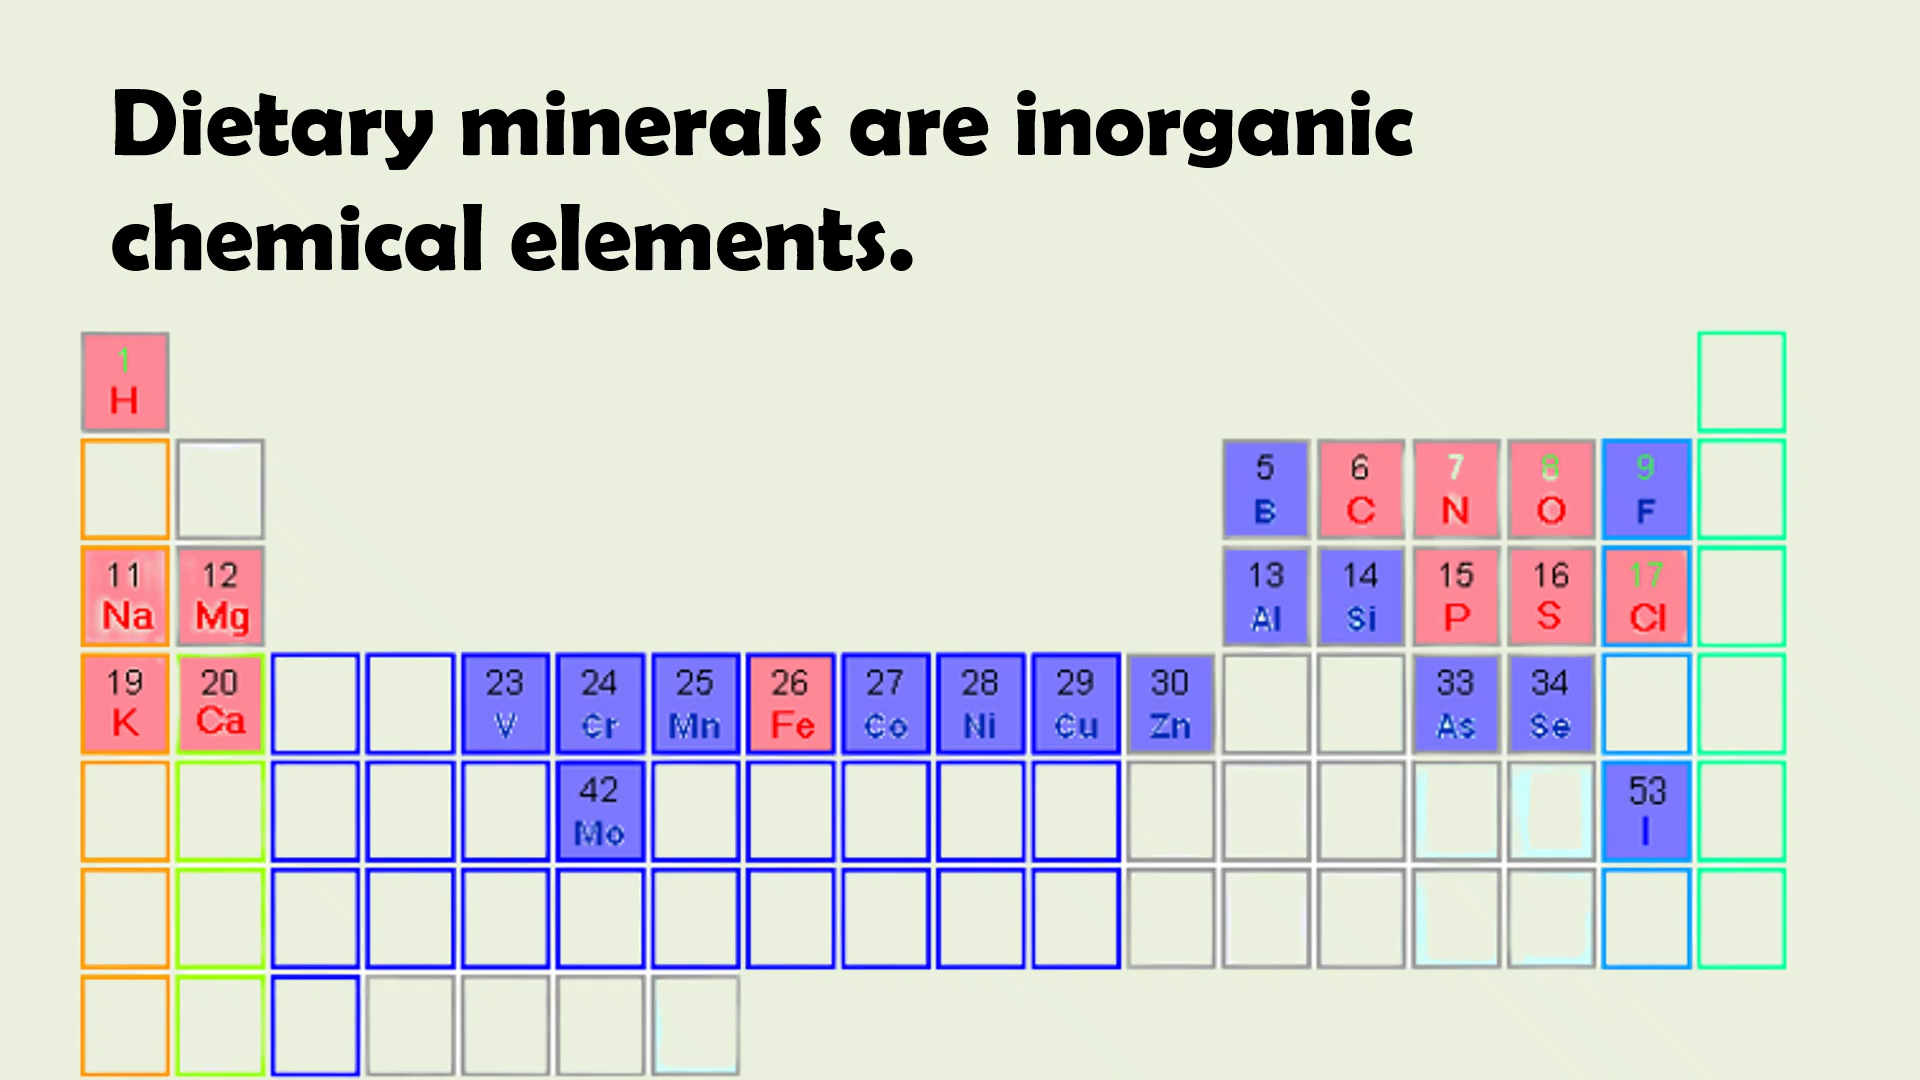 Dietary minerals are inorganic
chemical elements.
1
H
5 6 7 8 9
B C N O F
11 12 13 14 15 16 17
Na Mg Al Si P S Cl
19 20 23 24 25 26 27 28 29 30 33 34
K Ca V Cr Mn Fe Co Ni Cu Zn As Se
42 53
Mo I